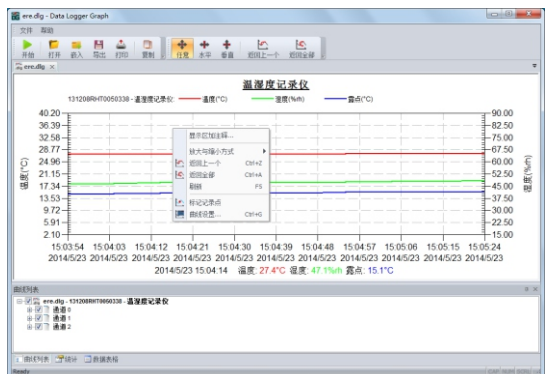 ere.dlg - Data Logger Graph
文件 帮助
开始 打开 嵌入 导出 打印 复制 任意 水平 垂直 返回上一个 返回全部
ere.dlg ×
温湿度记录仪
131208RHT0050338 - 温湿度记录仪 温度(°C) 湿度(%rh) 露点(°C)
40.20 90.00
36.39 82.50
32.58 75.00
28.77 67.50
24.96 60.00
21.15 52.50
17.34 45.00
13.53 37.50
9.72 30.00
5.91 22.50
2.10 15.00
温度(°C)
湿度(%rh)
显示区加注释...
放大与缩小方式
返回上一个 Ctrl+Z
返回全部 Ctrl+A
刷新 F5
标记记录点
曲线设置... Ctrl+G
15:03:54 15:04:03 15:04:12 15:04:21 15:04:30 15:04:39 15:04:48 15:04:57 15:05:06 15:05:15 15:05:24
2014/5/23 2014/5/23 2014/5/23 2014/5/23 2014/5/23 2014/5/23 2014/5/23 2014/5/23 2014/5/23 2014/5/23 2014/5/23
2014/5/23 15:04:14 温度: 27.4°C 湿度: 47.1%rh 露点: 15.1°C
曲线列表
ere.dlg - 131208RHT0050338 - 温湿度记录仪
通道 0
通道 1
通道 2
曲线列表 统计 数据表格
Ready CAP NUM SCRL